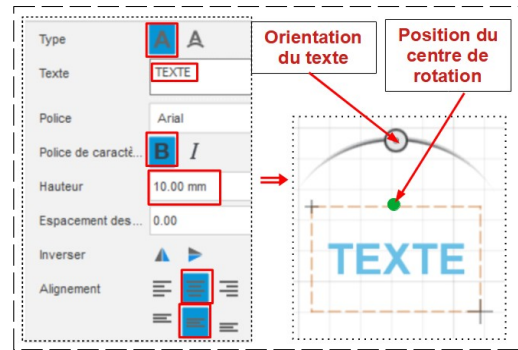 Type
A A
Texte
TEXTE
Police
Arial
Police de caractè...
B I
Hauteur
10.00 mm
Espacement des...
0.00
Inverser
Alignement
Orientation
du texte
Position du
centre de
rotation
TEXTE